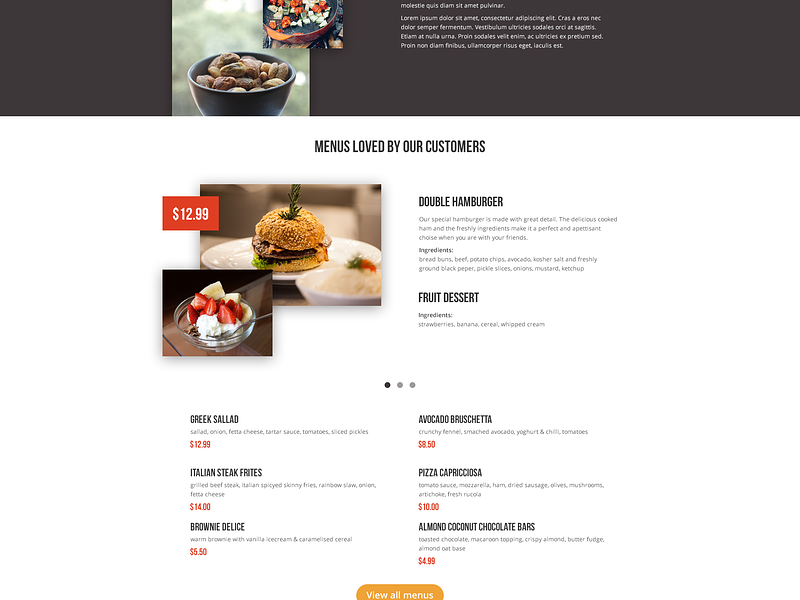 molestie quis diam sit amet pulvinar.
Lorem ipsum dolor sit amet, consectetur adipiscing elit. Cras a eros nec
dolor semper fermentum. Vestibulum ultricies sodales orci at sagittis.
Etiam at nulla urna. Proin sodales velit enim, ac ultricies ex pretium sed.
Proin non diam finibus, ullamcorper risus eget, iaculis est.
MENUS LOVED BY OUR CUSTOMERS
$12.99
DOUBLE HAMBURGER
Our special hamburger is made with great detail. The delicious cooked
ham and the freshly ingredients make it a perfect and apettisant
choise when you are with your friends.
Ingredients:
bread buns, beef, potato chips, avocado, kosher salt and freshly
ground black peper, pickle slices, onions, mustard, ketchup
FRUIT DESSERT
Ingredients:
strawberries, banana, cereal, whipped cream
GREEK SALLAD
sallad, onion, fetta cheese, tartar sauce, tomatoes, sliced pickles
$12.99
AVOCADO BRUSCHETTA
crunchy fennel, smached avocado, yoghurt & chilli, tomatoes
$8.50
ITALIAN STEAK FRITES
grilled beef steak, italian spicyed skinny fries, rainbow slaw, onion,
fetta cheese
$14.00
PIZZA CAPRICCIOSA
tomato sauce, mozzarella, ham, dried sausage, olives, mushrooms,
artichoke, fresh rucola
$10.00
BROWNIE DELICE
warm brownie with vanilla icecream & caramelised cereal
$5.50
ALMOND COCONUT CHOCOLATE BARS
toasted chocolate, macaroon topping, crispy almond, butter fudge,
almond oat base
$4.99
View all menus